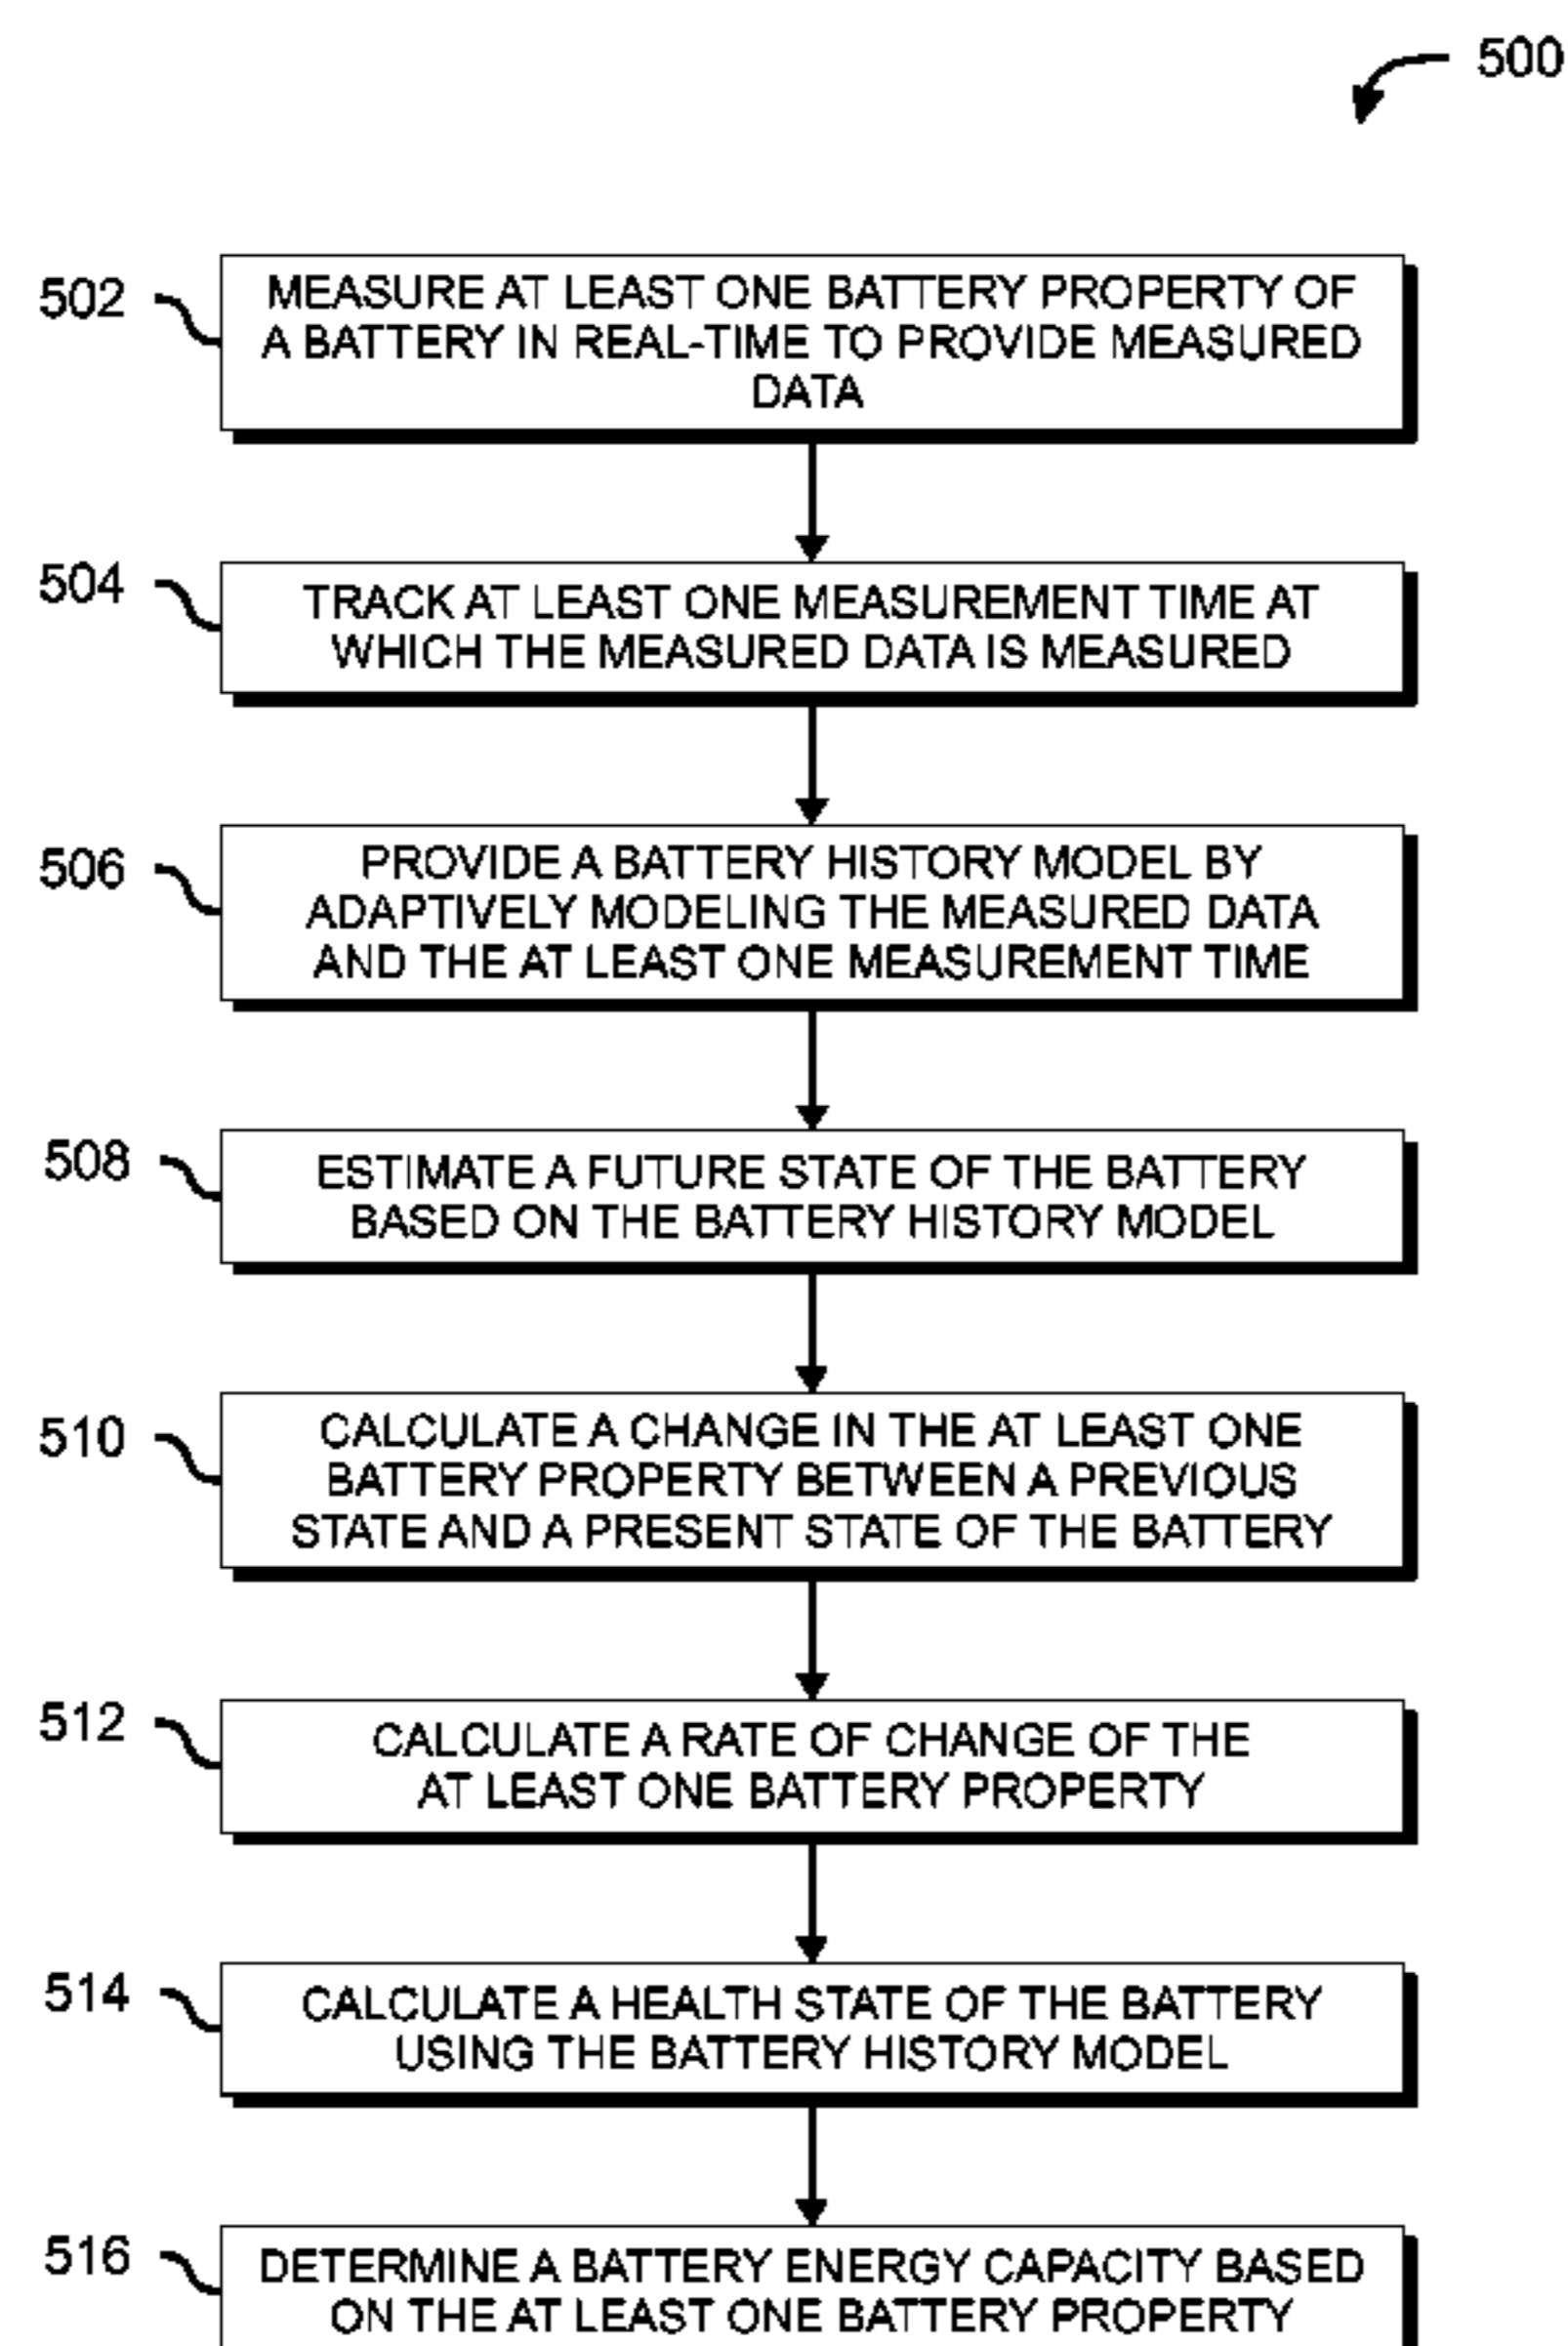 500
502
MEASURE AT LEAST ONE BATTERY PROPERTY OF
A BATTERY IN REAL-TIME TO PROVIDE MEASURED
DATA
504
TRACK AT LEAST ONE MEASUREMENT TIME AT
WHICH THE MEASURED DATA IS MEASURED
506
PROVIDE A BATTERY HISTORY MODEL BY
ADAPTIVELY MODELING THE MEASURED DATA
AND THE AT LEAST ONE MEASUREMENT TIME
508
ESTIMATE A FUTURE STATE OF THE BATTERY
BASED ON THE BATTERY HISTORY MODEL
510
CALCULATE A CHANGE IN THE AT LEAST ONE
BATTERY PROPERTY BETWEEN A PREVIOUS
STATE AND A PRESENT STATE OF THE BATTERY
512
CALCULATE A RATE OF CHANGE OF THE
AT LEAST ONE BATTERY PROPERTY
514
CALCULATE A HEALTH STATE OF THE BATTERY
USING THE BATTERY HISTORY MODEL
516
DETERMINE A BATTERY ENERGY CAPACITY BASED
ON THE AT LEAST ONE BATTERY PROPERTY